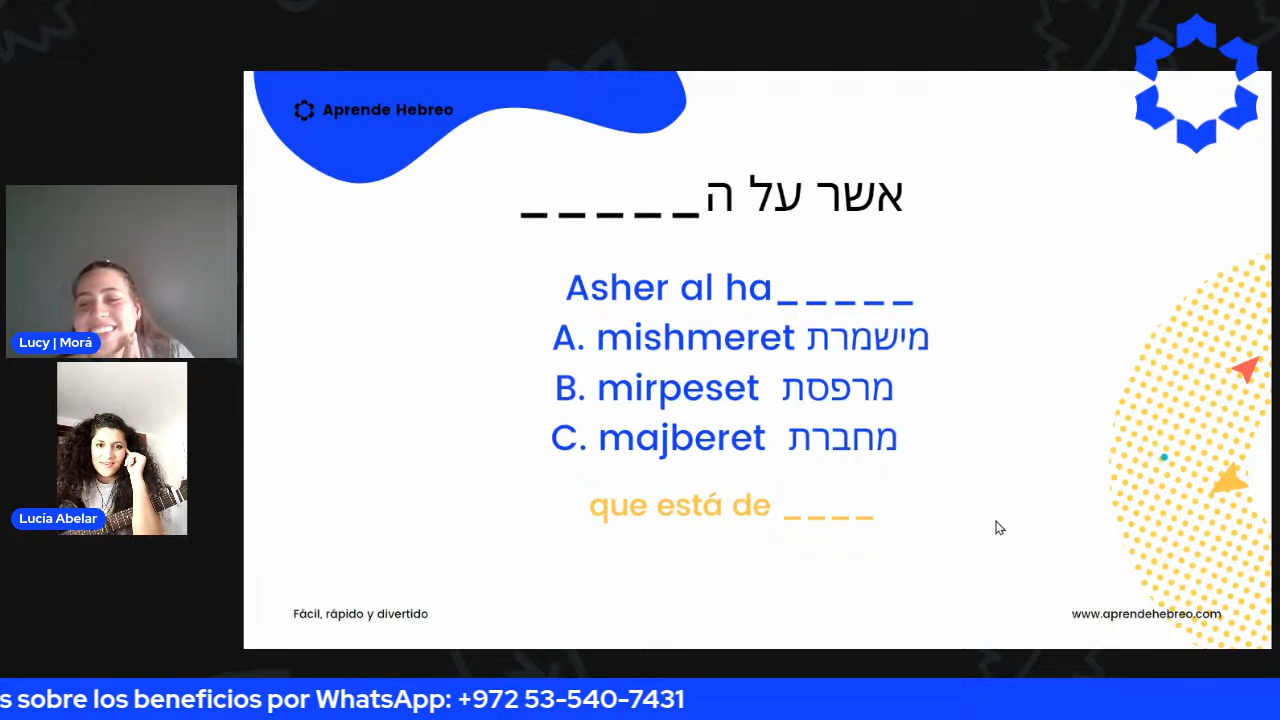 Aprende Hebreo
אשר על ה_____
Asher al ha_____
A. mishmeret מישמרת
B. mirpeset מרפסת
C. majberet מחברת
que está de ____
Fácil, rápido y divertido
www.aprendehebreo.com
Lucy | Morá
Lucía Abelar
s sobre los beneficios por WhatsApp: +972 53-540-7431